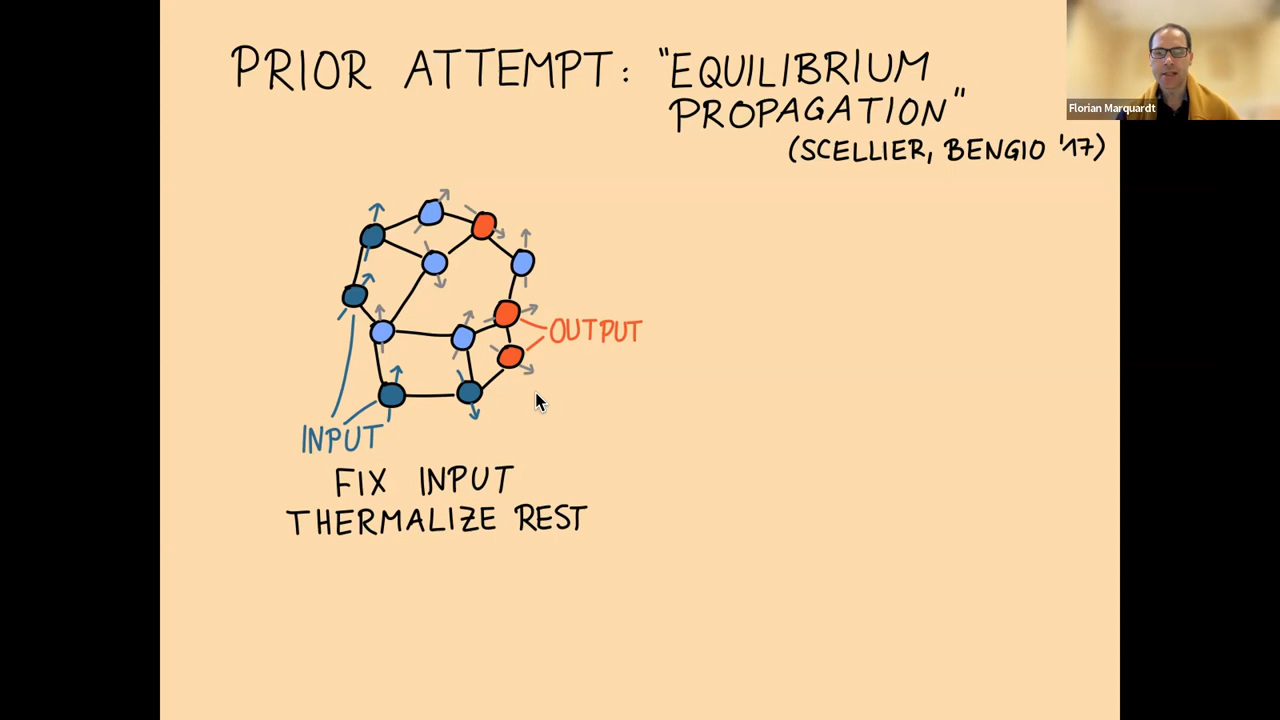 PRIOR ATTEMPT: "EQUILIBRIUM
PROPAGATION"
(SCELLIER, BENGIO '17)
Florian Marquardt
OUTPUT
INPUT
FIX INPUT
THERMALIZE REST